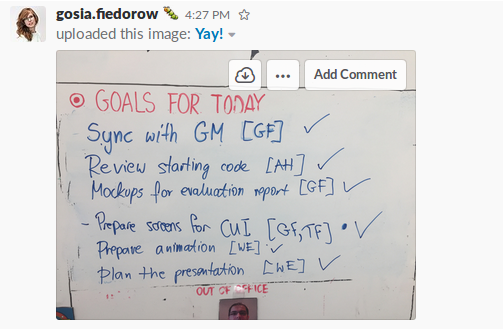 gosia.fiedorow 4:27 PM
uploaded this image: Yay!
Add Comment
GOALS FOR TODAY
Sync with GM [GF] ✓
Review starting code [AH] ✓
Mockups for evaluation report [GF] ✓
- Prepare screens for CUI [GF, TF] • ✓
Prepare animation [WE] ✓
Plan the presentation [WE] ✓
OUT OF OFFICE